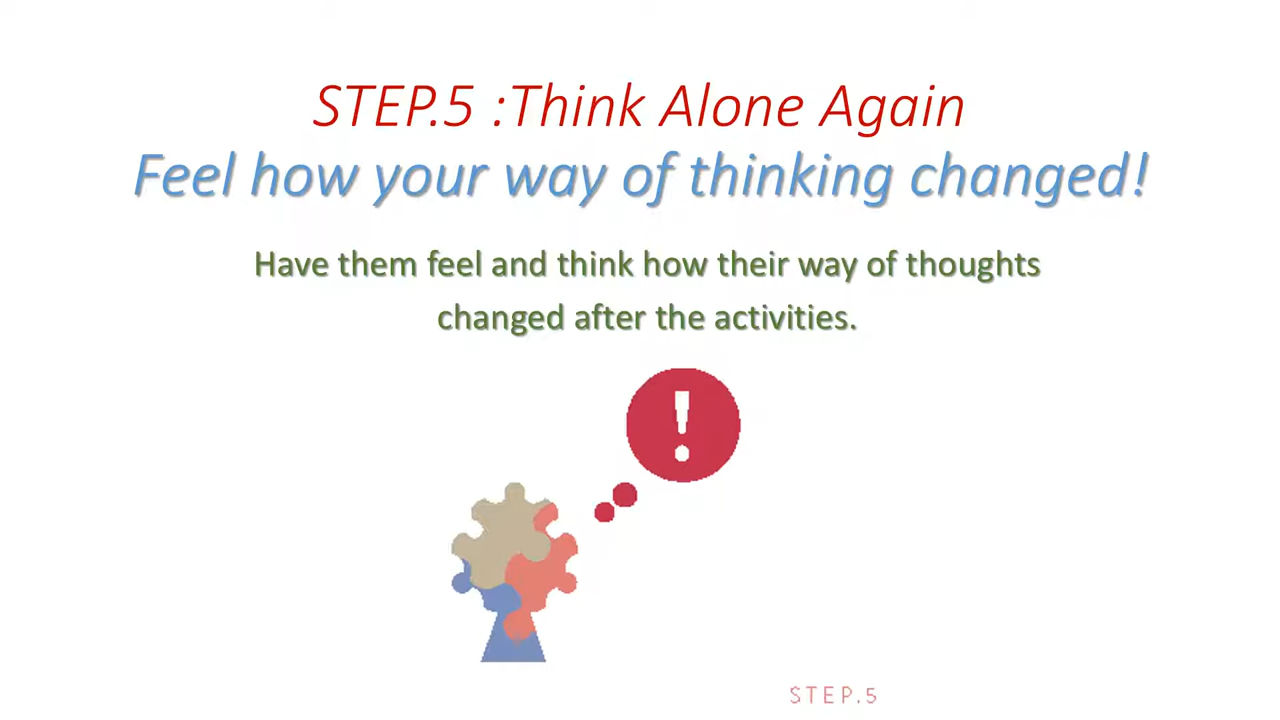 STEP.5 :Think Alone Again
Feel how your way of thinking changed!
Have them feel and think how their way of thoughts
changed after the activities.
!
STEP.5